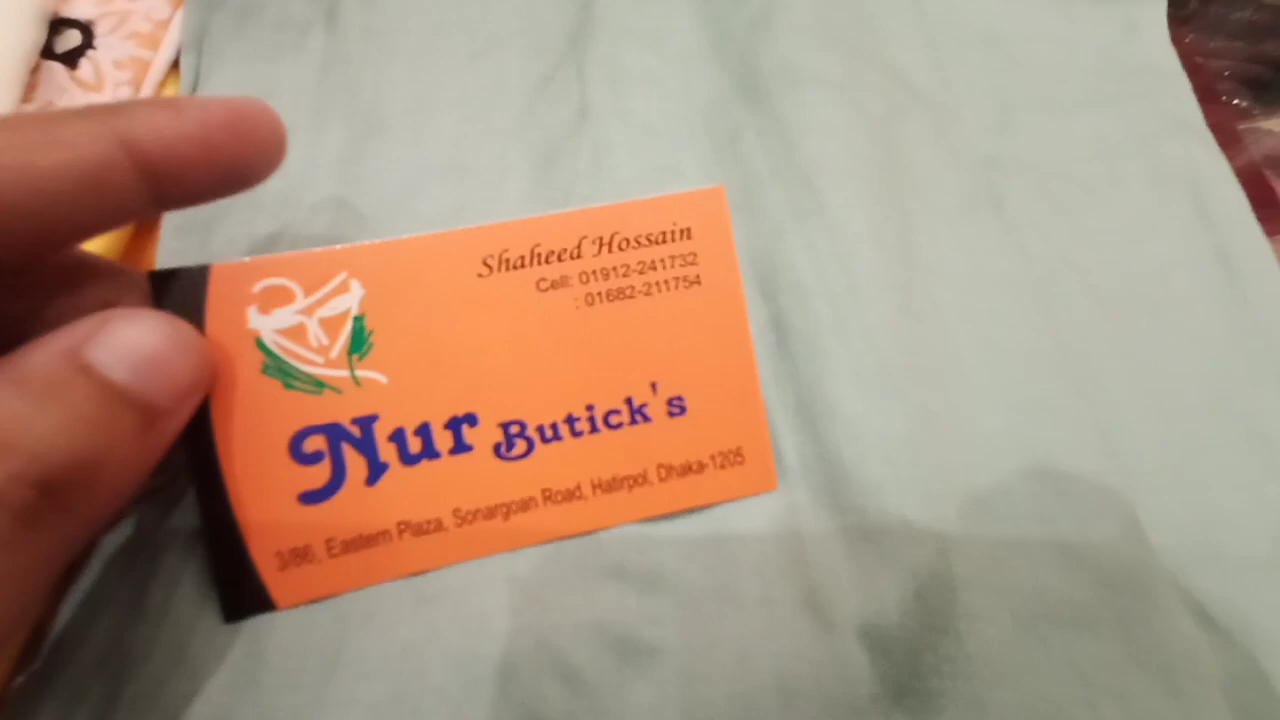 Shaheed Hossain
Cell: 01912-241732
: 01682-211754
Nur Butick's
3/86, Eastern Plaza, Sonargoan Road, Hatirpol, Dhaka-1205